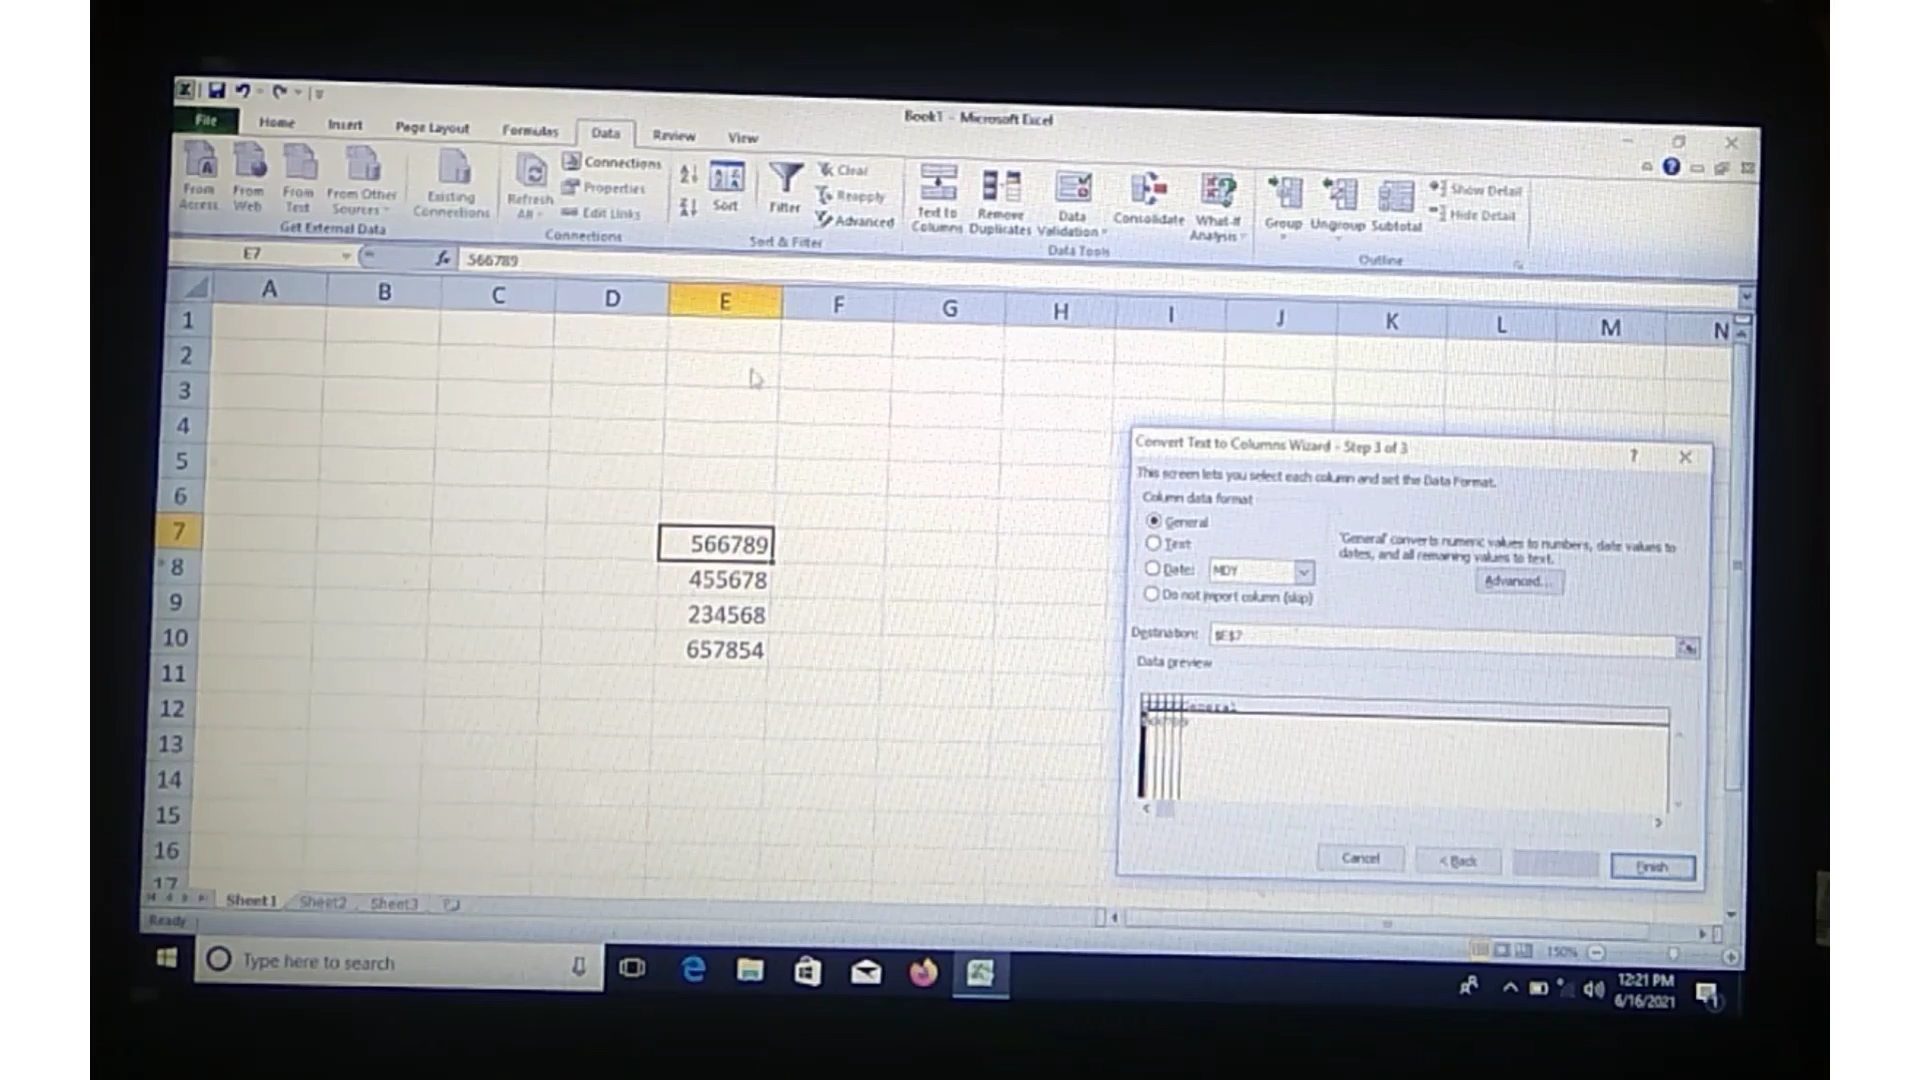 Book1 - Microsoft Excel
File Home Insert Page Layout Formulas Data Review View
From Access
From Web
From Text
From Other Sources
Existing Connections
Get External Data
Refresh All
Connections
Properties
Edit Links
Connections
Sort
Filter
Clear
Reapply
Advanced
Sort & Filter
Text to Columns
Remove Duplicates
Data Validation
Consolidate
What-If Analysis
Data Tools
Group
Ungroup
Subtotal
Show Detail
Hide Detail
Outline
E7 fx 566789
A B C D E F G H I J K L M N
1
2
3
4
5
6
7 566789
8 455678
9 234568
10 657854
11
12
13
14
15
16
17
Convert Text to Columns Wizard - Step 3 of 3 ?
This screen lets you select each column and set the Data Format.
Column data format
General
Text
Date: MDY
Do not import column (skip)
'General' converts numeric values to numbers, date values to
dates, and all remaining values to text.
Advanced...
Destination: $E$7
Data preview
General
Cancel < Back Finish
Sheet1 Sheet2 Sheet3
Ready
150%
Type here to search
12:21 PM
6/16/2021